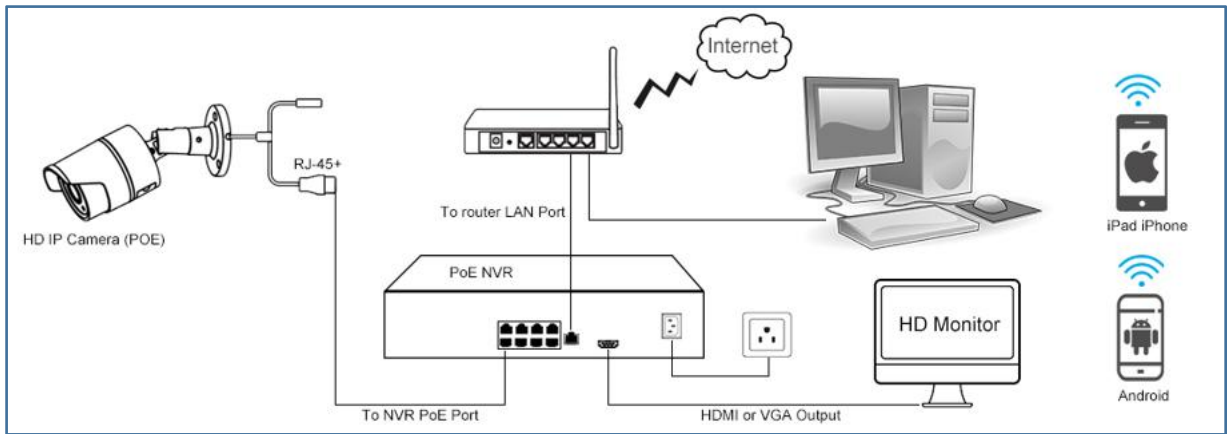 Internet
RJ-45+
To router LAN Port
HD IP Camera (POE)
iPad iPhone
PoE NVR
HD Monitor
Android
To NVR PoE Port
HDMI or VGA Output